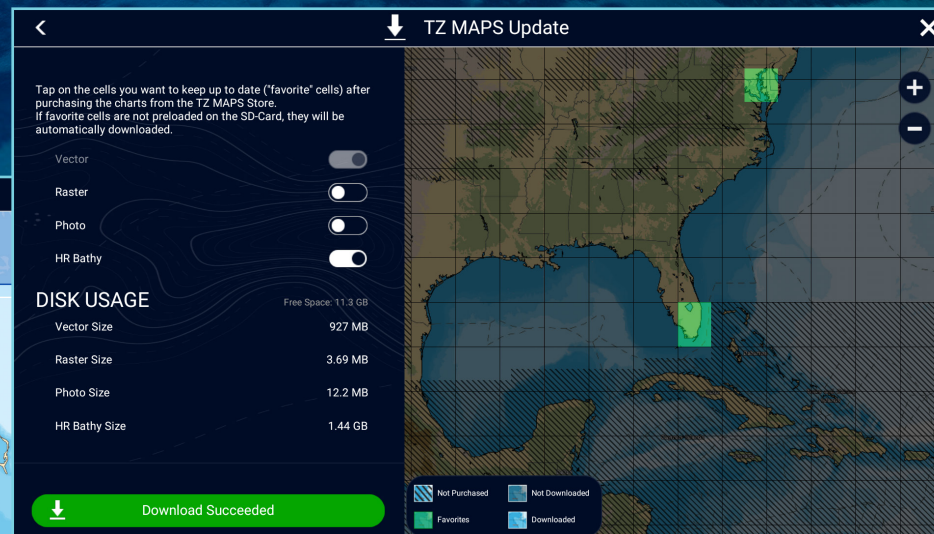 TZ MAPS Update
Tap on the cells you want to keep up to date ("favorite" cells) after
purchasing the charts from the TZ MAPS Store.
If favorite cells are not preloaded on the SD-Card, they will be
automatically downloaded.
Vector
Raster
Photo
HR Bathy
DISK USAGE
Free Space: 11.3 GB
Vector Size
927 MB
Raster Size
3.69 MB
Photo Size
12.2 MB
HR Bathy Size
1.44 GB
Download Succeeded
Not Purchased
Not Downloaded
Favorites
Downloaded